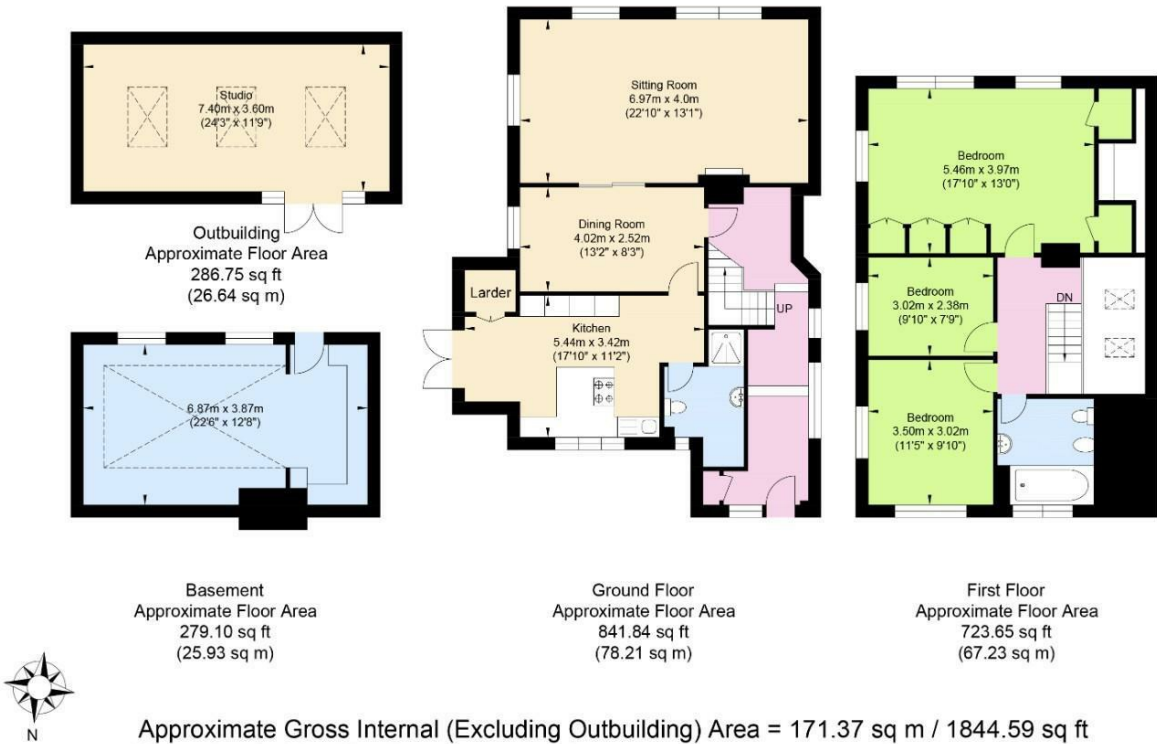 Studio
7.40m x 3.60m
(24'3" x 11'9")
Outbuilding
Approximate Floor Area
286.75 sq ft
(26.64 sq m)
6.87m x 3.87m
(22'6" x 12'8")
Basement
Approximate Floor Area
279.10 sq ft
(25.93 sq m)
Sitting Room
6.97m x 4.0m
(22'10" x 13'1")
Dining Room
4.02m x 2.52m
(13'2" x 8'3")
Larder
Kitchen
5.44m x 3.42m
(17'10" x 11'2")
UP
Ground Floor
Approximate Floor Area
841.84 sq ft
(78.21 sq m)
Bedroom
5.46m x 3.97m
(17'10" x 13'0")
Bedroom
3.02m x 2.38m
(9'10" x 7'9")
DN
Bedroom
3.50m x 3.02m
(11'5" x 9'10")
First Floor
Approximate Floor Area
723.65 sq ft
(67.23 sq m)
N
Approximate Gross Internal (Excluding Outbuilding) Area = 171.37 sq m / 1844.59 sq ft